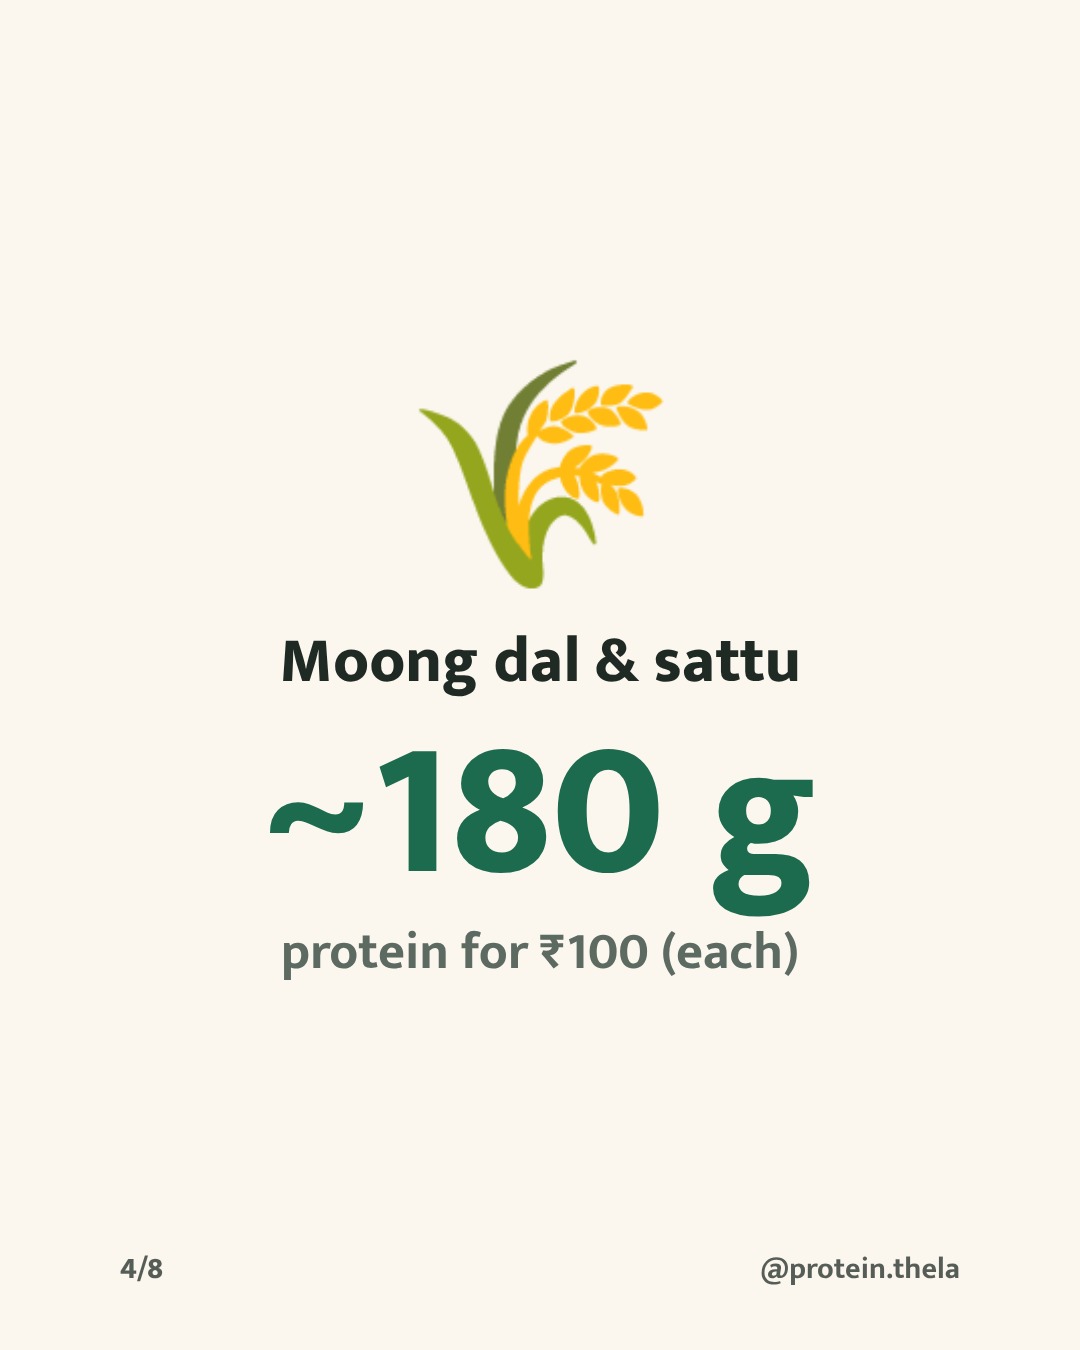 Moong dal & sattu
~180 g
protein for ₹100 (each)
4/8
@protein.thela